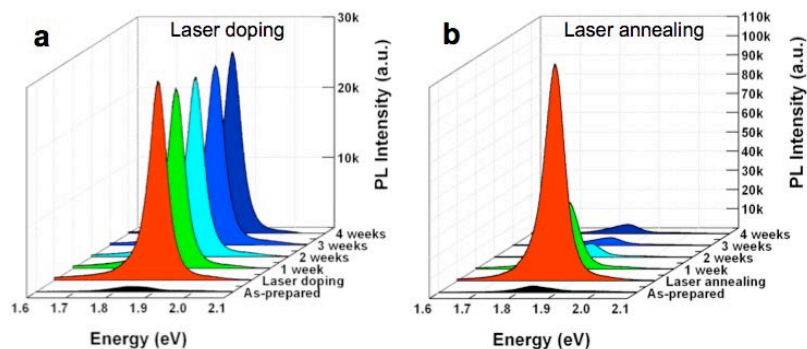 a
Laser doping
30k
20k
10k
PL Intensity (a.u.)
4 weeks
3 weeks
2 weeks
1 week
Laser doping
As-prepared
1.6
1.7
1.8
1.9
2.0
2.1
Energy (eV)
b
Laser annealing
110k
100k
90k
80k
70k
60k
50k
40k
30k
20k
10k
PL Intensity (a.u.)
4 weeks
3 weeks
2 weeks
1 week
Laser annealing
As-prepared
1.6
1.7
1.8
1.9
2.0
2.1
Energy (eV)